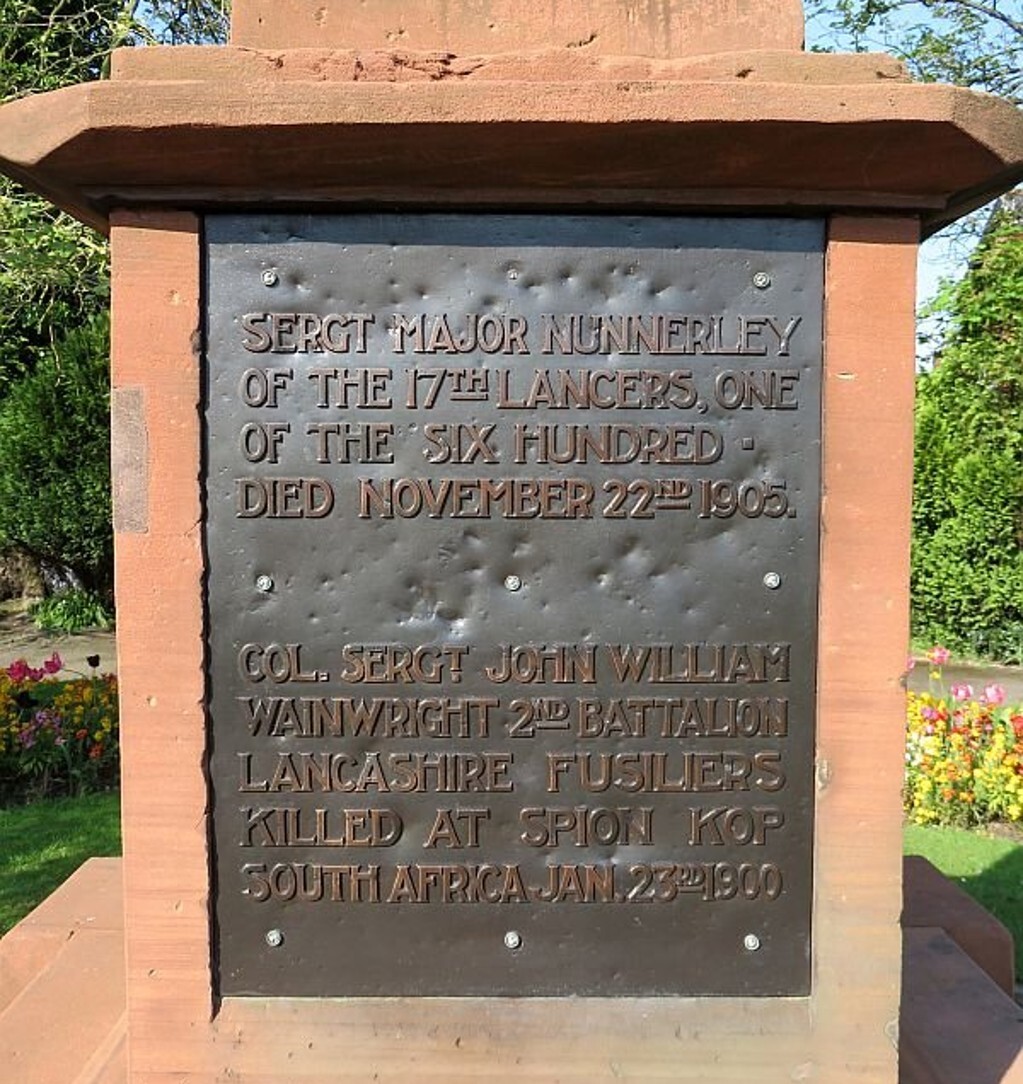 SERGT MAJOR NUNNERLEY
OF THE 17TH LANCERS, ONE
OF THE SIX HUNDRED ·
DIED NOVEMBER 22ND 1905.
COL. SERGT JOHN WILLIAM
WAINWRIGHT 2ND BATTALION
LANCASHIRE FUSILIERS
KILLED AT SPION KOP
SOUTH AFRICA JAN. 23RD 1900